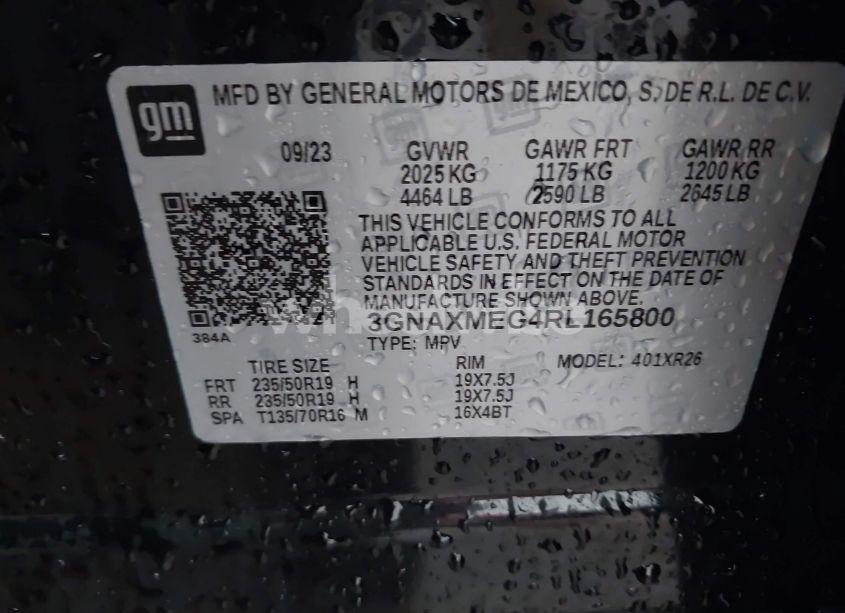 gm
MFD BY GENERAL MOTORS DE MEXICO, S. DE R.L. DE C.V.
09/23 GVWR GAWR FRT GAWR RR
2025 KG 1175 KG 1200 KG
4464 LB 2590 LB 2645 LB
THIS VEHICLE CONFORMS TO ALL
APPLICABLE U.S. FEDERAL MOTOR
VEHICLE SAFETY AND THEFT PREVENTION
STANDARDS IN EFFECT ON THE DATE OF
MANUFACTURE SHOWN ABOVE.
3GNAXMEG4RL165800
384A
TYPE: MPV
TIRE SIZE RIM MODEL: 401XR26
FRT 235/50R19 H 19X7.5J
RR 235/50R19 H 19X7.5J
SPA T135/70R16 M 16X4BT